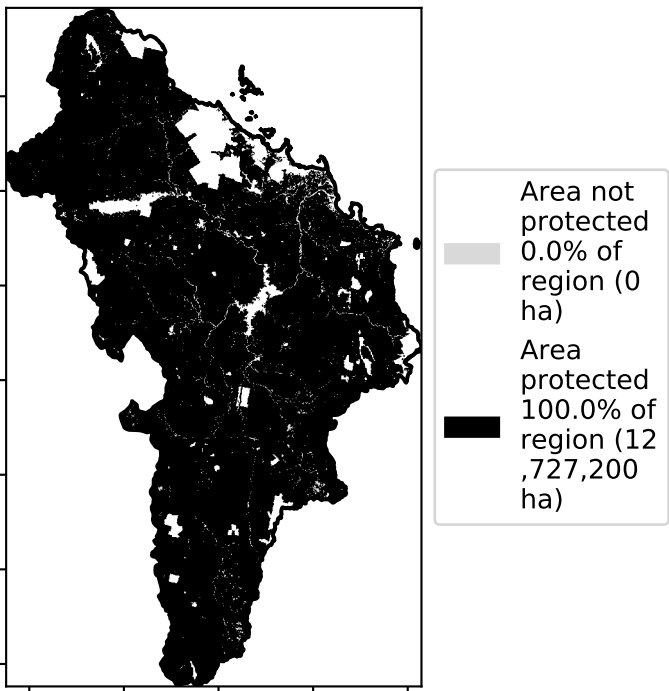 Area not
protected
0.0% of
region (0
ha)
Area
protected
100.0% of
region (12
,727,200
ha)